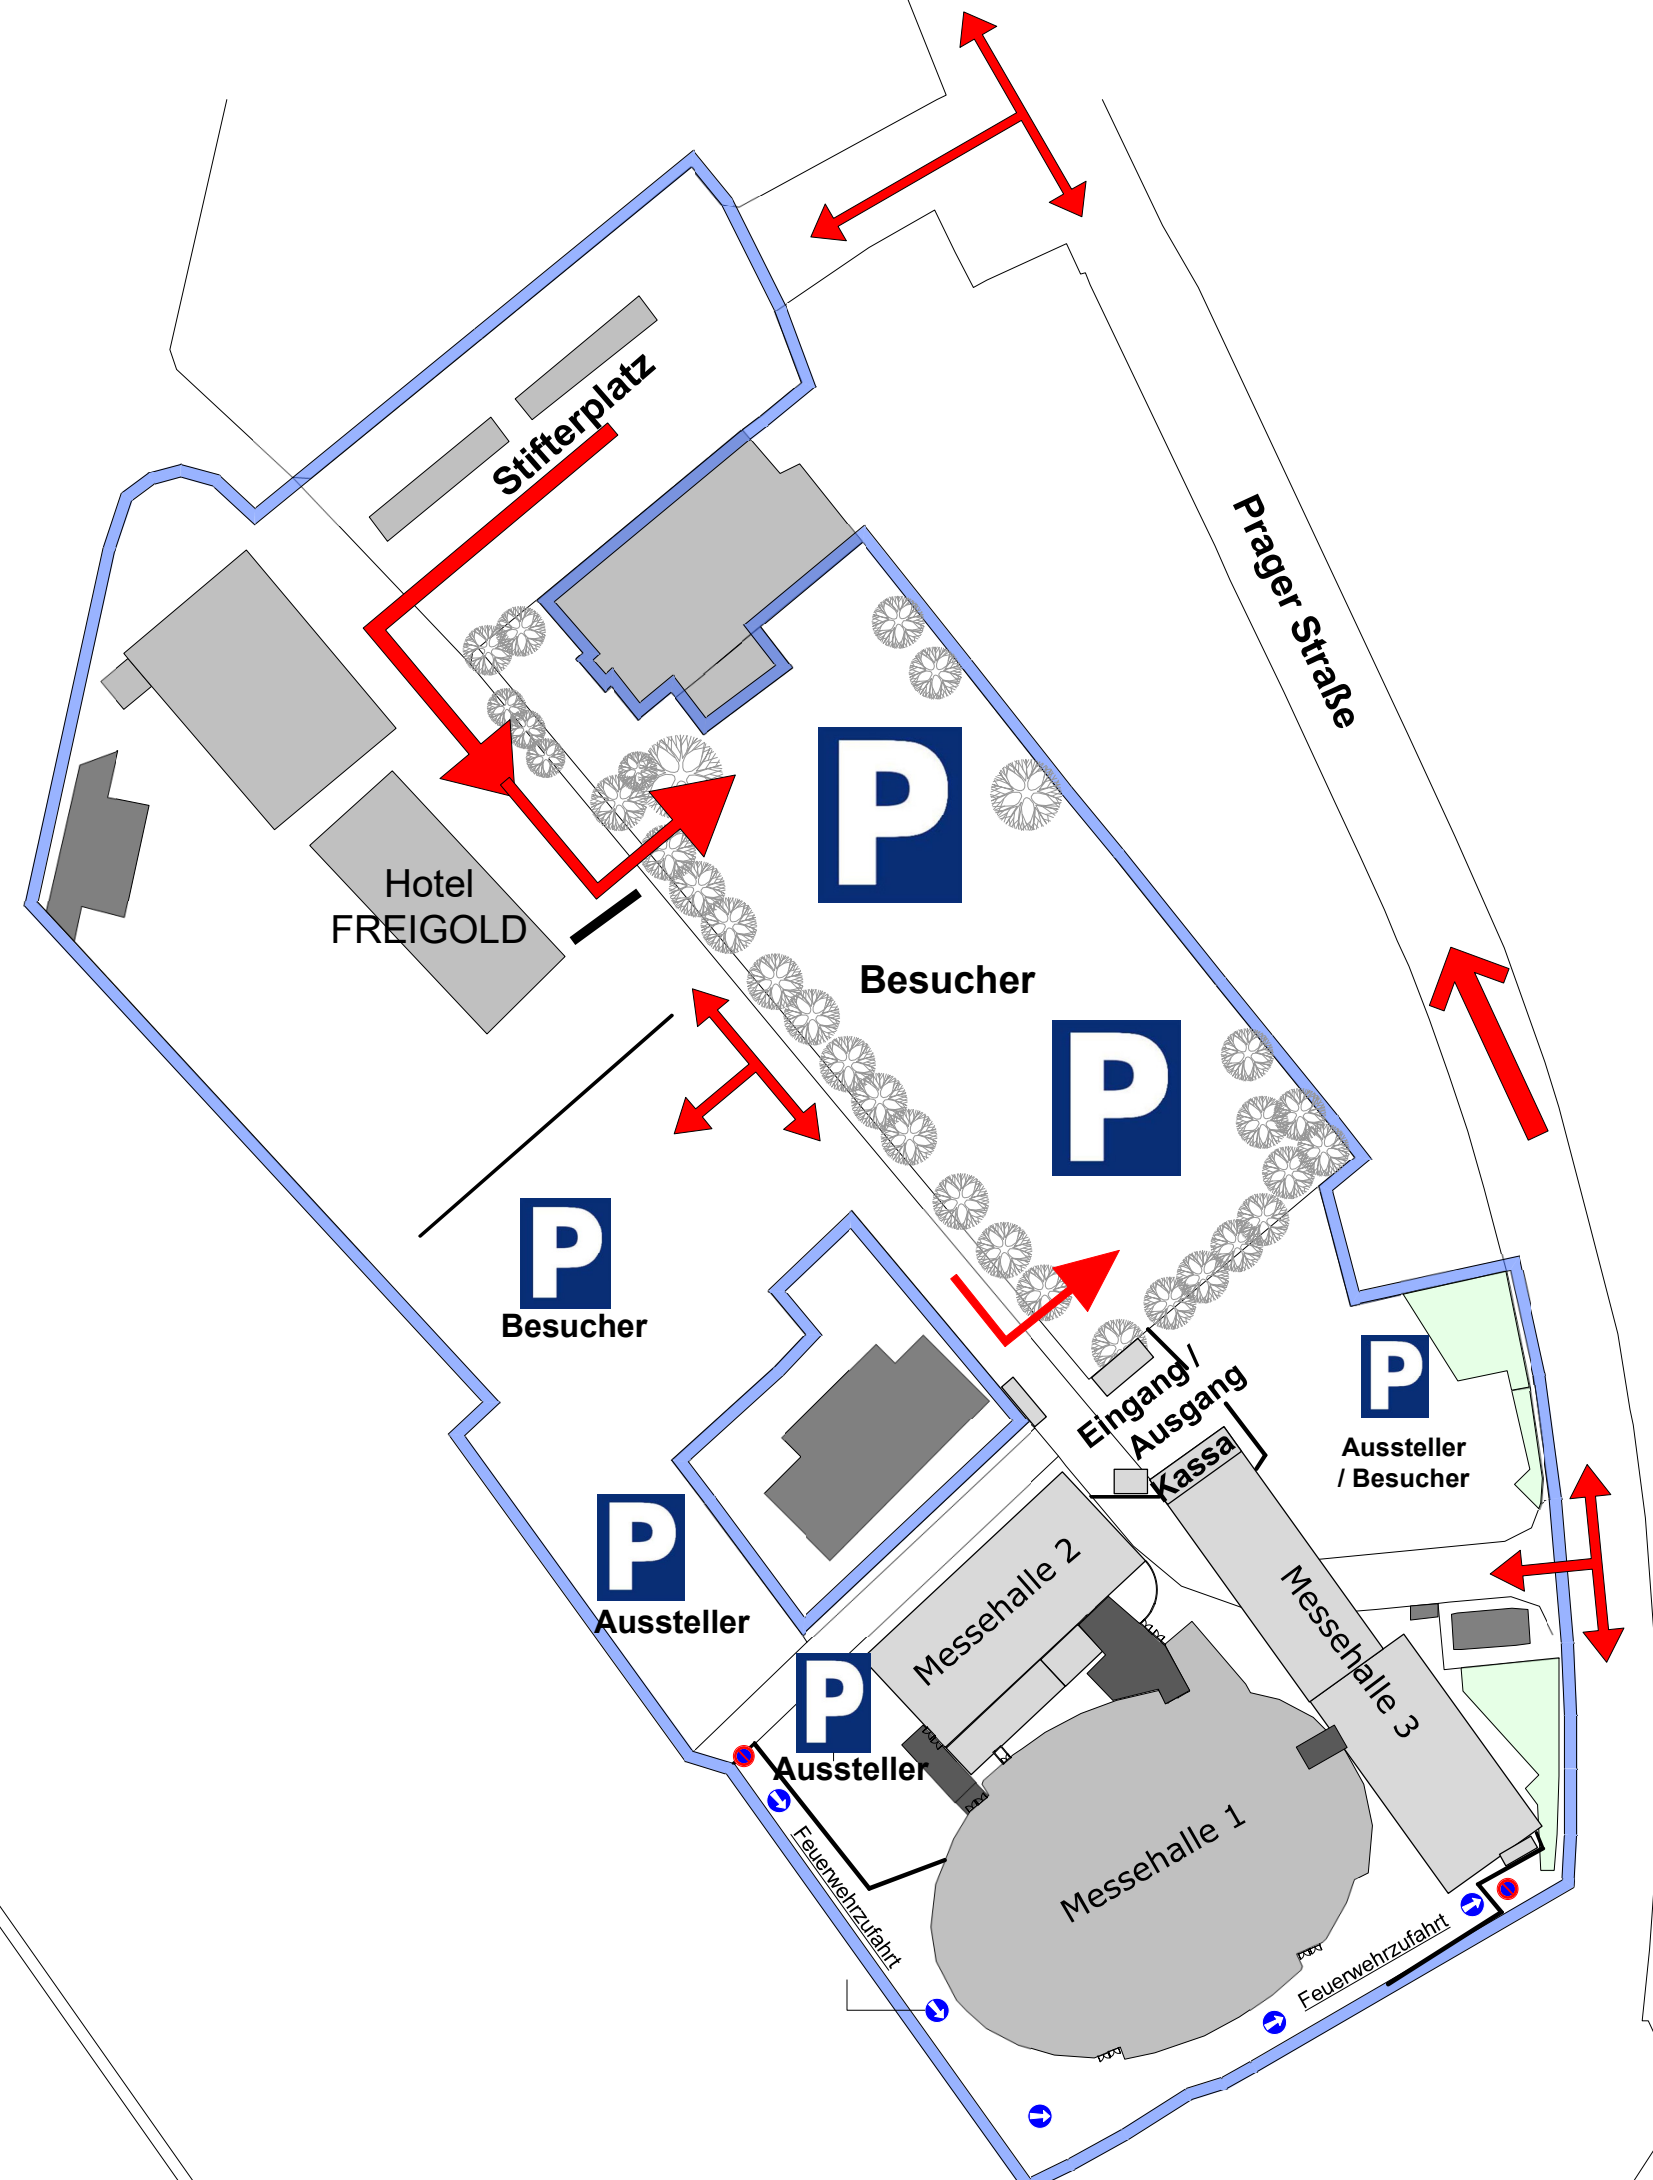 Stifterplatz
Prager Straße
P
Hotel
FREIGOLD
Besucher
P
P
Besucher
P
Aussteller
/ Besucher
Eingang /
Ausgang
Kassa
P
Aussteller
Messehalle 2
Messehalle 3
P
Aussteller
Messehalle 1
Feuerwehrzufahrt
Feuerwehrzufahrt